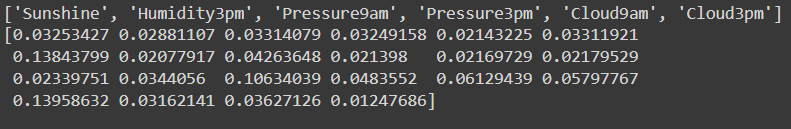 ['Sunshine', 'Humidity3pm', 'Pressure9am', 'Pressure3pm', 'Cloud9am', 'Cloud3pm']
[0.03253427 0.02881107 0.03314079 0.03249158 0.02143225 0.03311921
0.13843799 0.02077917 0.04263648 0.021398 0.02169729 0.02179529
0.02339751 0.0344056 0.10634039 0.0483552 0.06129439 0.05797767
0.13958632 0.03162141 0.03627126 0.01247686]